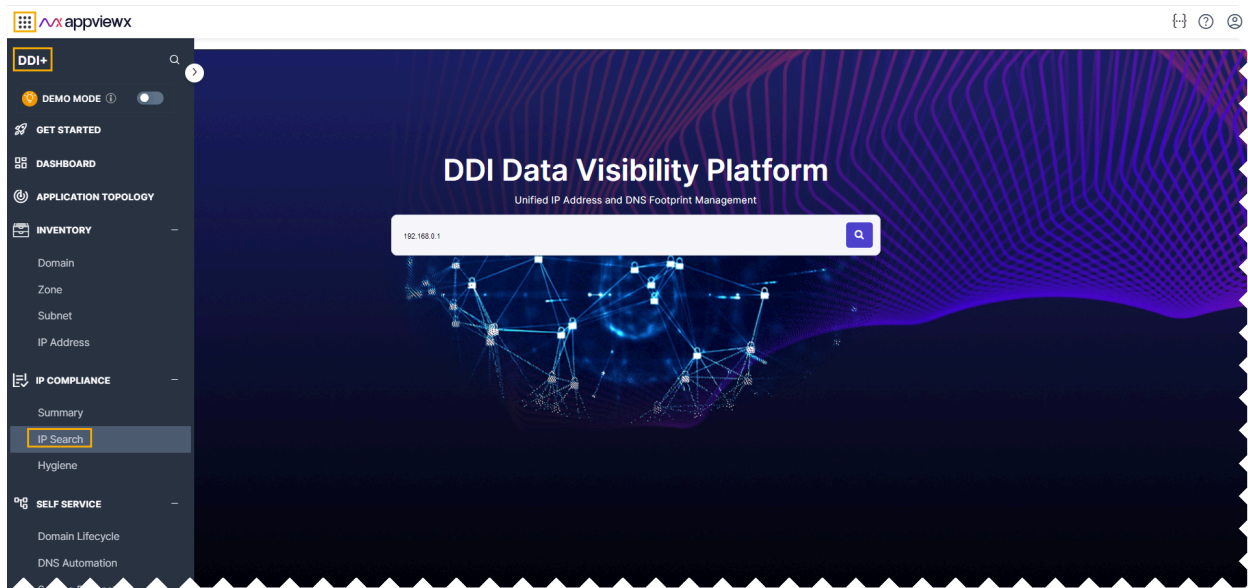 appviewx
DDI+
DEMO MODE
GET STARTED
DASHBOARD
APPLICATION TOPOLOGY
INVENTORY
Domain
Zone
Subnet
IP Address
IP COMPLIANCE
Summary
IP Search
Hygiene
SELF SERVICE
Domain Lifecycle
DNS Automation
DDI Data Visibility Platform
Unified IP Address and DNS Footprint Management
192.168.0.1